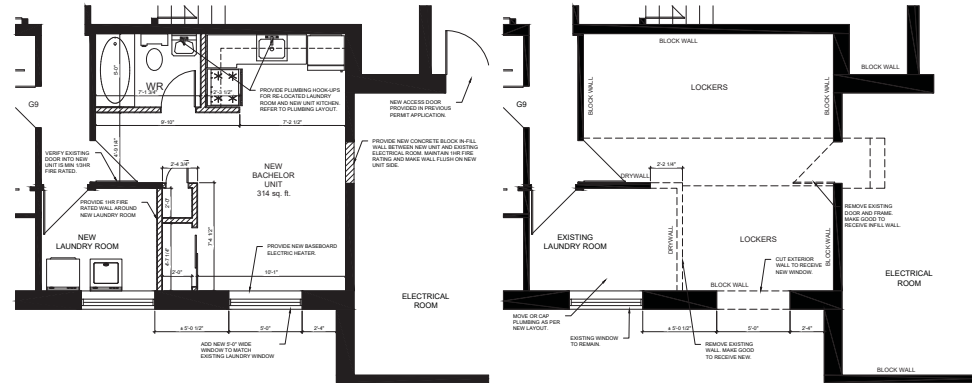 G9
WR
5'-0"
7'-1 3/4"
2'-3 1/2"
PROVIDE PLUMBING HOOK-UPS
FOR RE-LOCATED LAUNDRY
ROOM AND NEW UNIT KITCHEN.
REFER TO PLUMBING LAYOUT.
NEW ACCESS DOOR
PROVIDED IN PREVIOUS
PERMIT APPLICATION.
9'-10"
7'-2 1/2"
4'-9 1/4"
VERIFY EXISTING
DOOR INTO NEW
UNIT IS MIN 1/3HR
FIRE RATED.
2'-4 3/4"
NEW
BACHELOR
UNIT
314 sq. ft.
PROVIDE NEW CONCRETE BLOCK IN-FILL
WALL BETWEEN NEW UNIT AND EXISTING
ELECTRICAL ROOM. MAINTAIN 1HR FIRE
RATING AND MAKE WALL FLUSH ON NEW
UNIT SIDE.
PROVIDE 1HR FIRE
RATED WALL AROUND
NEW LAUNDRY ROOM
2'-0"
7'-4 1/2"
NEW
LAUNDRY ROOM
PROVIDE NEW BASEBOARD
ELECTRIC HEATER.
2'-0"
10'-1"
ELECTRICAL
ROOM
± 5'-0 1/2"
5'-0"
2'-4"
ADD NEW 5'-0" WIDE
WINDOW TO MATCH
EXISTING LAUNDRY WINDOW
BLOCK WALL
BLOCK WALL
G9
BLOCK WALL
LOCKERS
BLOCK WALL
2'-2 1/4"
DRYWALL
REMOVE EXISTING
DOOR AND FRAME.
MAKE GOOD TO
RECEIVE INFILL WALL.
EXISTING
LAUNDRY ROOM
DRYWALL
LOCKERS
BLOCK WALL
CUT EXTERIOR
WALL TO RECEIVE
NEW WINDOW.
ELECTRICAL
ROOM
BLOCK WALL
MOVE OR CAP
PLUMBING AS PER
NEW LAYOUT.
± 5'-0 1/2"
5'-0"
2'-4"
EXISTING WINDOW
TO REMAIN.
REMOVE EXISTING
WALL. MAKE GOOD
TO RECEIVE NEW.
BLOCK WALL